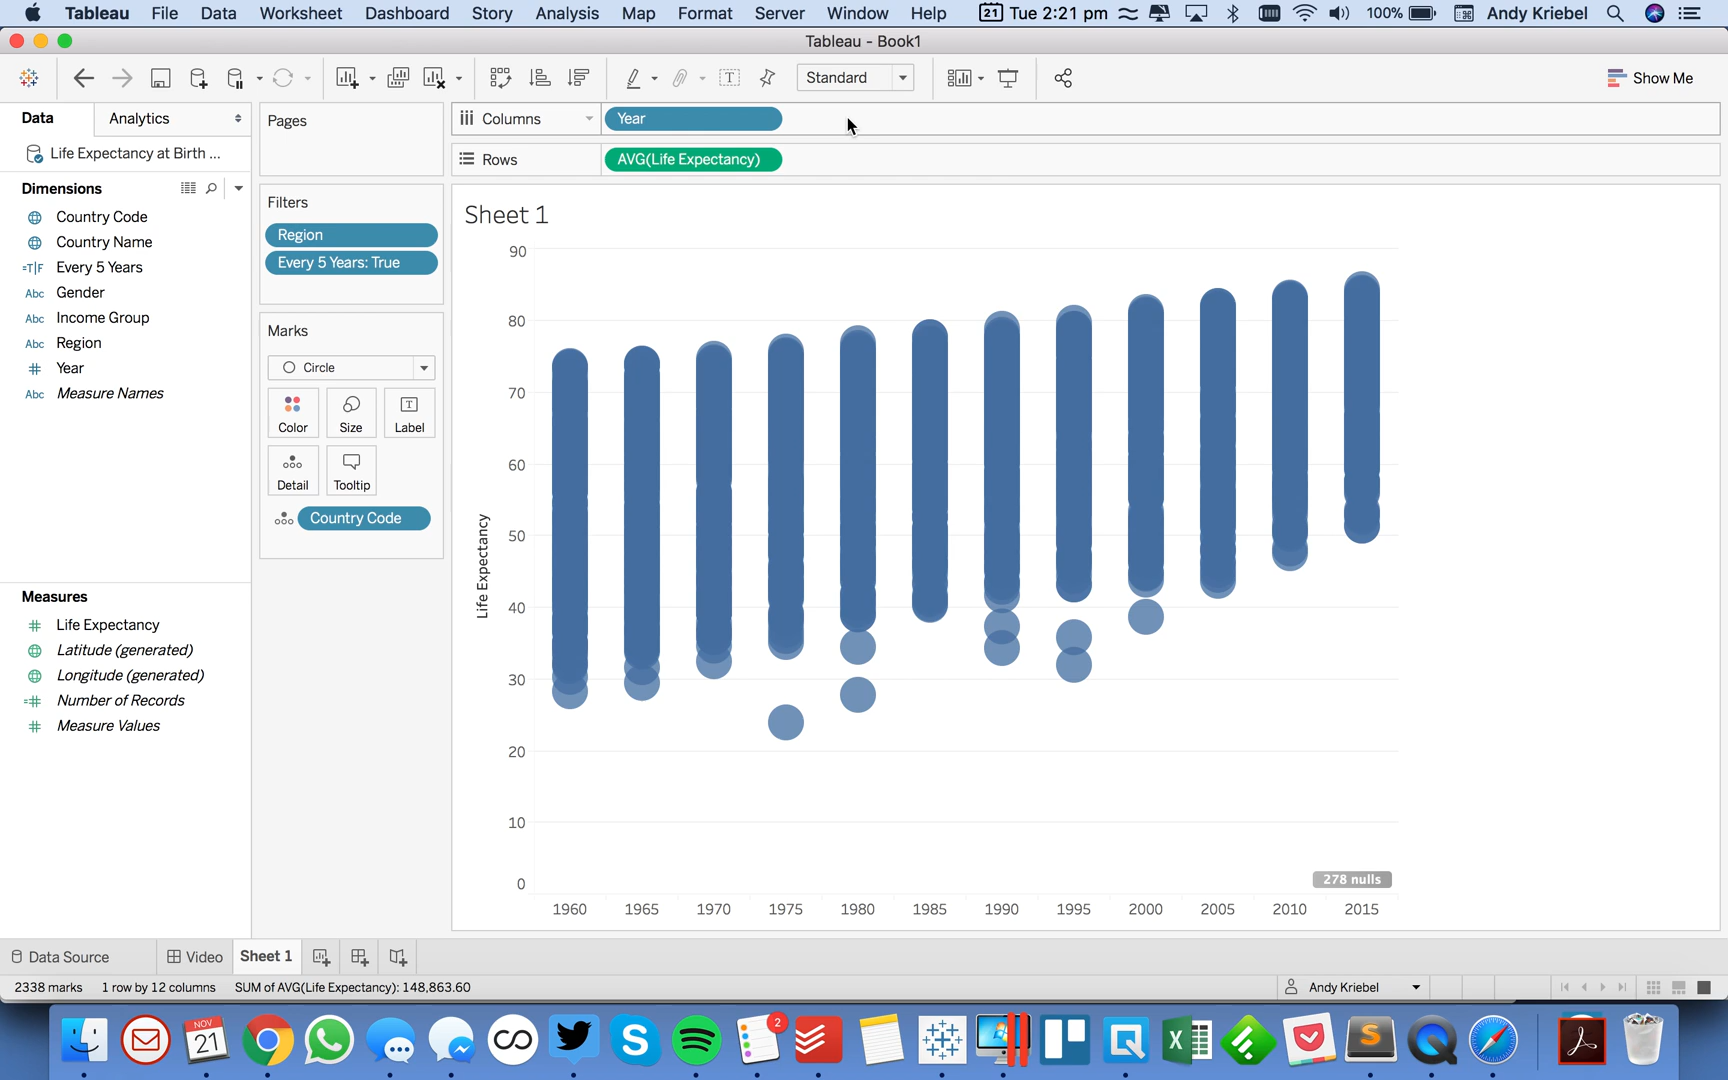 Tableau File Data Worksheet Dashboard Story Analysis Map Format Server Window Help 21 Tue 2:21 pm 100% Andy Kriebel
Tableau - Book1
Standard
Show Me
Data Analytics
Life Expectancy at Birth ...
Dimensions
Country Code
Country Name
=T|F Every 5 Years
Abc Gender
Abc Income Group
Abc Region
# Year
Abc Measure Names
Measures
# Life Expectancy
Latitude (generated)
Longitude (generated)
=# Number of Records
# Measure Values
Pages
Filters
Region
Every 5 Years: True
Marks
Circle
Color Size Label
Detail Tooltip
Country Code
Columns Year
Rows AVG(Life Expectancy)
Sheet 1
90
80
70
60
50
40
30
20
10
0
Life Expectancy
278 nulls
1960 1965 1970 1975 1980 1985 1990 1995 2000 2005 2010 2015
Data Source Video Sheet 1
2338 marks 1 row by 12 columns SUM of AVG(Life Expectancy): 148,863.60 Andy Kriebel
NOV
21
2